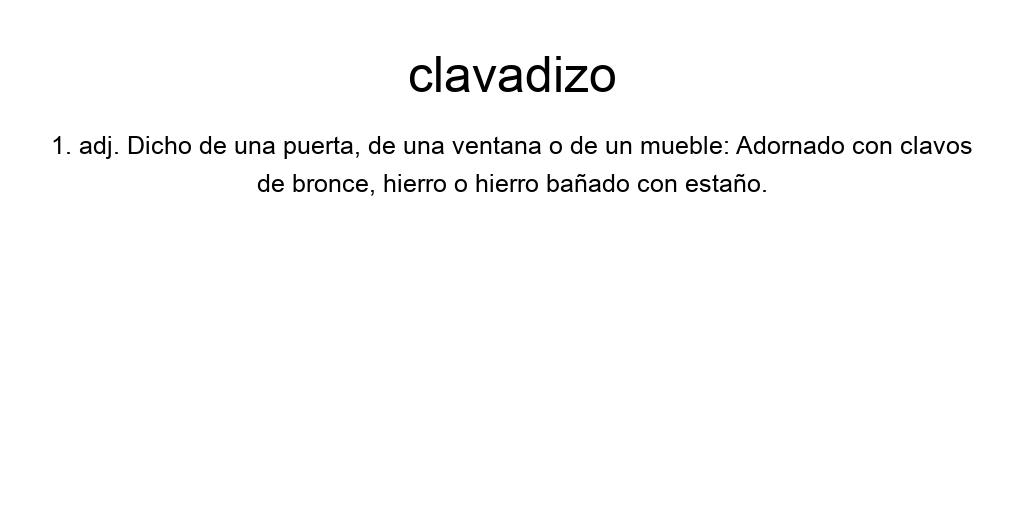 clavadizo
1. adj. Dicho de una puerta, de una ventana o de un mueble: Adornado con clavos
de bronce, hierro o hierro bañado con estaño.